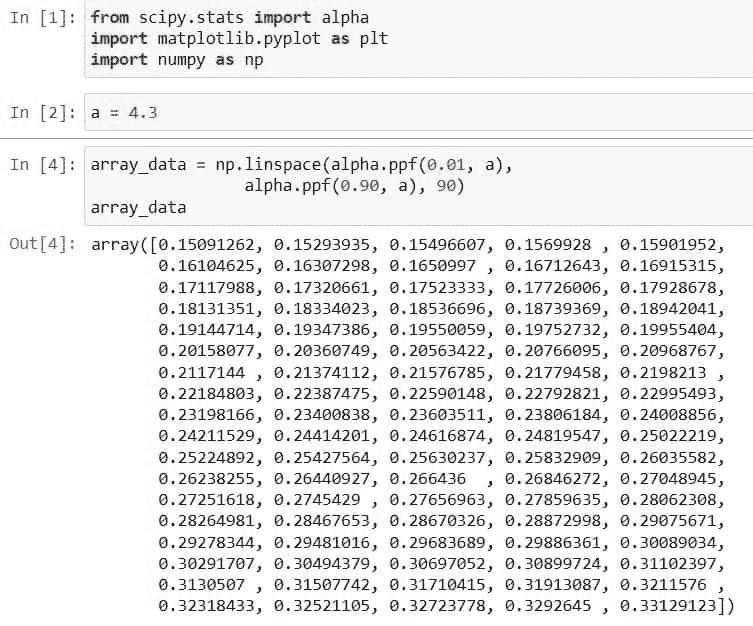 In [1]: from scipy.stats import alpha
import matplotlib.pyplot as plt
import numpy as np
In [2]: a = 4.3
In [4]: array_data = np.linspace(alpha.ppf(0.01, a),
alpha.ppf(0.90, a), 90)
array_data
Out[4]: array([0.15091262, 0.15293935, 0.15496607, 0.1569928 , 0.15901952,
0.16104625, 0.16307298, 0.1650997 , 0.16712643, 0.16915315,
0.17117988, 0.17320661, 0.17523333, 0.17726006, 0.17928678,
0.18131351, 0.18334023, 0.18536696, 0.18739369, 0.18942041,
0.19144714, 0.19347386, 0.19550059, 0.19752732, 0.19955404,
0.20158077, 0.20360749, 0.20563422, 0.20766095, 0.20968767,
0.2117144 , 0.21374112, 0.21576785, 0.21779458, 0.2198213 ,
0.22184803, 0.22387475, 0.22590148, 0.22792821, 0.22995493,
0.23198166, 0.23400838, 0.23603511, 0.23806184, 0.24008856,
0.24211529, 0.24414201, 0.24616874, 0.24819547, 0.25022219,
0.25224892, 0.25427564, 0.25630237, 0.25832909, 0.26035582,
0.26238255, 0.26440927, 0.266436  , 0.26846272, 0.27048945,
0.27251618, 0.2745429 , 0.27656963, 0.27859635, 0.28062308,
0.28264981, 0.28467653, 0.28670326, 0.28872998, 0.29075671,
0.29278344, 0.29481016, 0.29683689, 0.29886361, 0.30089034,
0.30291707, 0.30494379, 0.30697052, 0.30899724, 0.31102397,
0.3130507 , 0.31507742, 0.31710415, 0.31913087, 0.3211576 ,
0.32318433, 0.32521105, 0.32723778, 0.3292645 , 0.33129123])